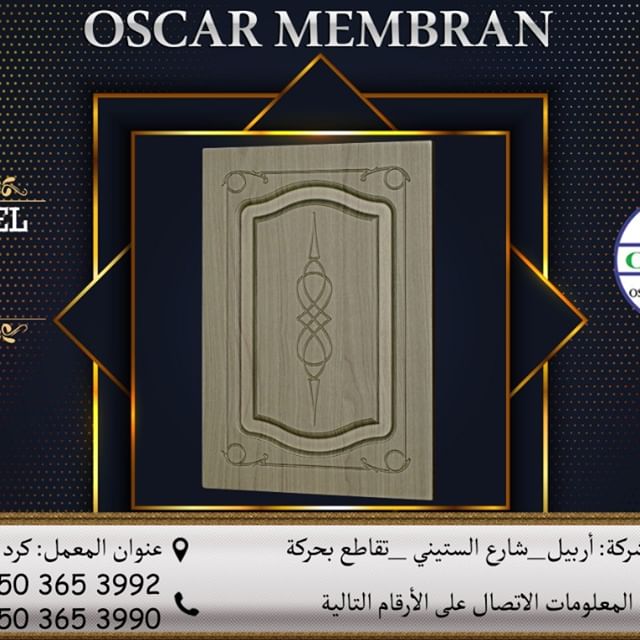 OSCAR MEMBRAN
EL
شركة: أربيل_شارع الستيني _تقاطع بحركة
عنوان المعمل: كرد
المعلومات الاتصال على الأرقام التالية
50 365 3992
50 365 3990